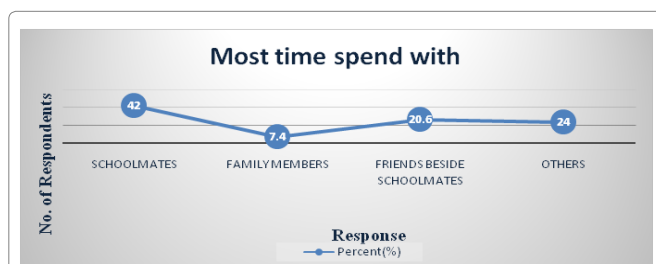 Most time spend with
No. of Respondents
42
7.4
20.6
24
SCHOOLMATES
FAMILY MEMBERS
FRIENDS BESIDE
SCHOOLMATES
OTHERS
Response
Percent(%)